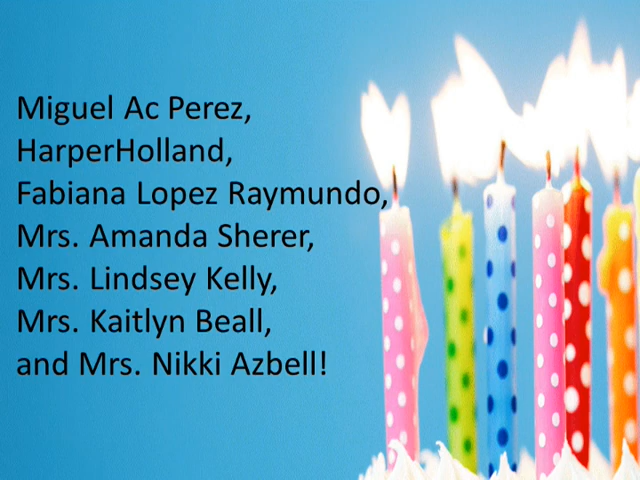 Miguel Ac Perez,
HarperHolland,
Fabiana Lopez Raymundo,
Mrs. Amanda Sherer,
Mrs. Lindsey Kelly,
Mrs. Kaitlyn Beall,
and Mrs. Nikki Azbell!